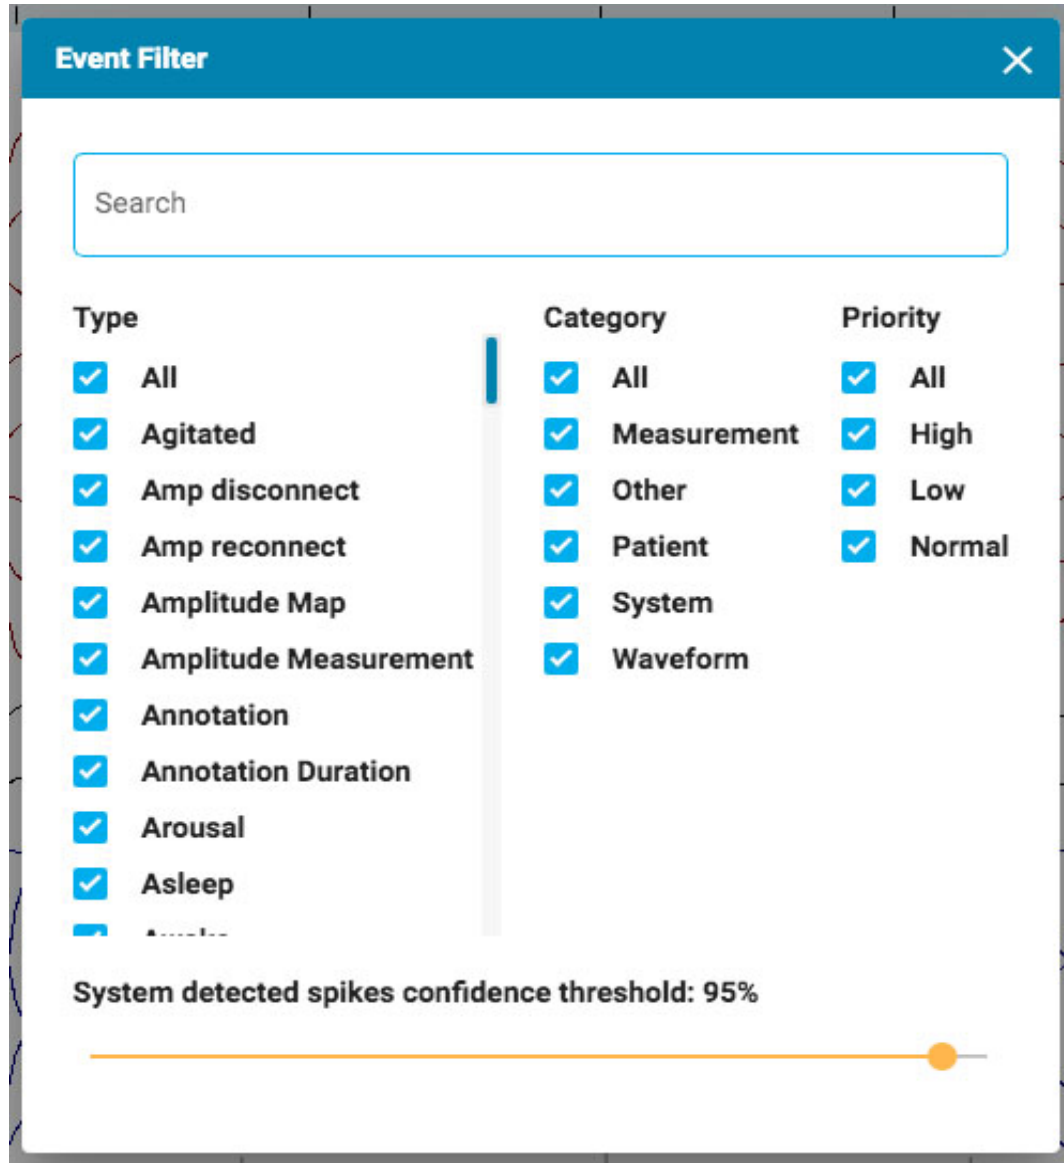 Event Filter
Search
Type
All
Agitated
Amp disconnect
Amp reconnect
Amplitude Map
Amplitude Measurement
Annotation
Annotation Duration
Arousal
Asleep
Category
All
Measurement
Other
Patient
System
Waveform
Priority
All
High
Low
Normal
System detected spikes confidence threshold: 95%